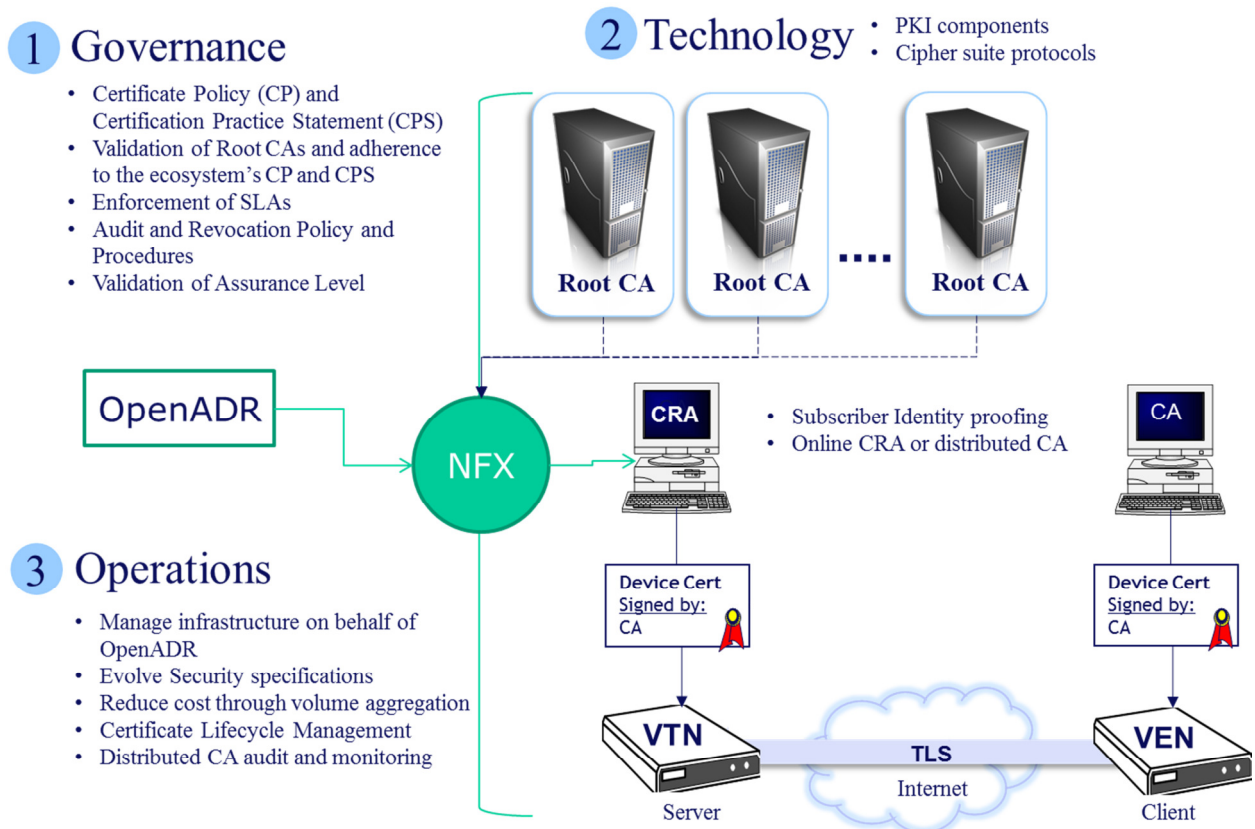 1 Governance
• Certificate Policy (CP) and
Certification Practice Statement (CPS)
• Validation of Root CAs and adherence
to the ecosystem's CP and CPS
• Enforcement of SLAs
• Audit and Revocation Policy and
Procedures
• Validation of Assurance Level
2 Technology
• PKI components
• Cipher suite protocols
Root CA
Root CA
....
Root CA
OpenADR
NFX
CRA
• Subscriber Identity proofing
• Online CRA or distributed CA
CA
3 Operations
• Manage infrastructure on behalf of
OpenADR
• Evolve Security specifications
• Reduce cost through volume aggregation
• Certificate Lifecycle Management
• Distributed CA audit and monitoring
Device Cert
Signed by:
CA
Device Cert
Signed by:
CA
VTN
TLS
VEN
Internet
Server
Client